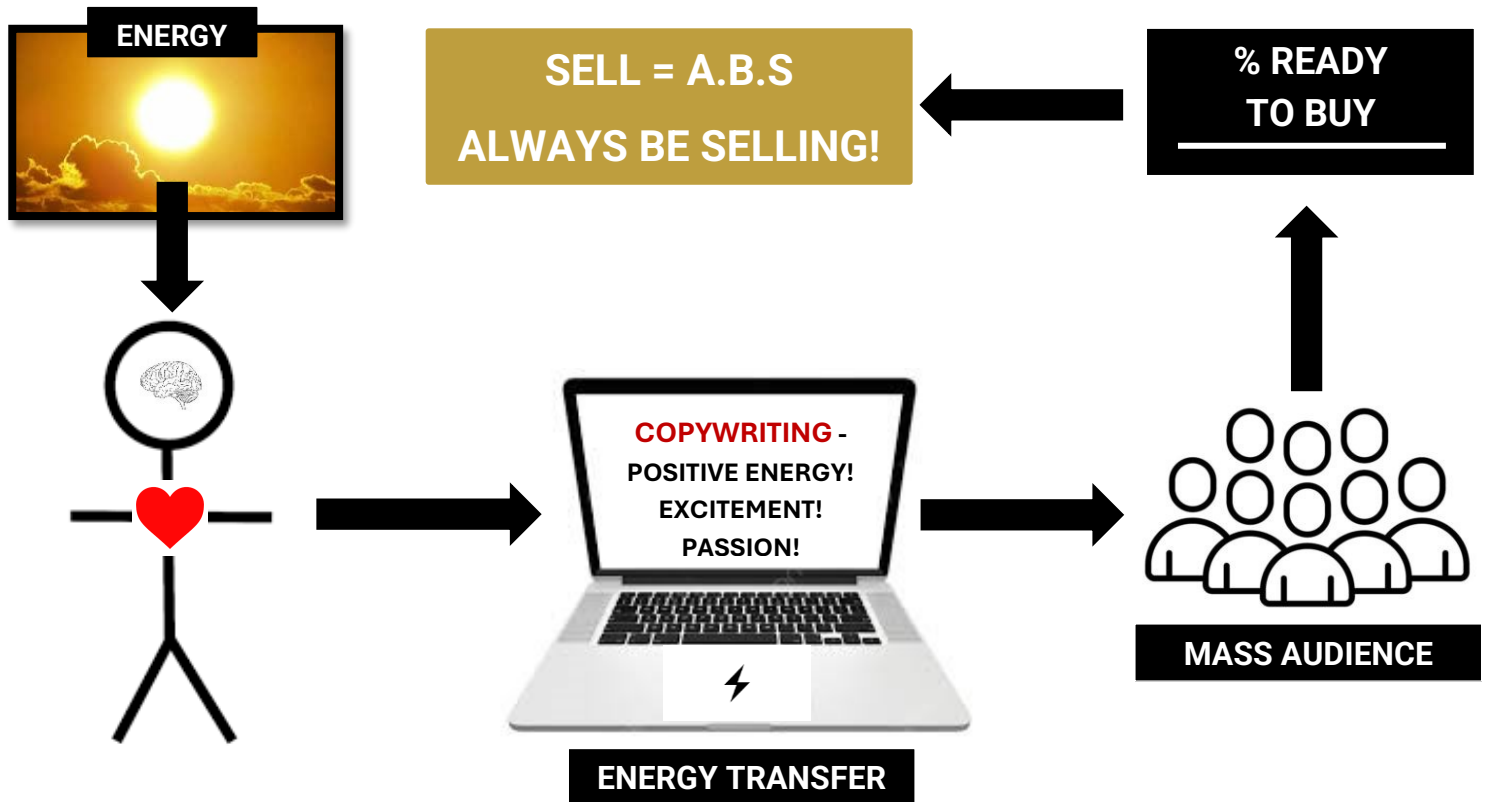 ENERGY
SELL = A.B.S
ALWAYS BE SELLING!
% READY
TO BUY
COPYWRITING -
POSITIVE ENERGY!
EXCITEMENT!
PASSION!
MASS AUDIENCE
ENERGY TRANSFER